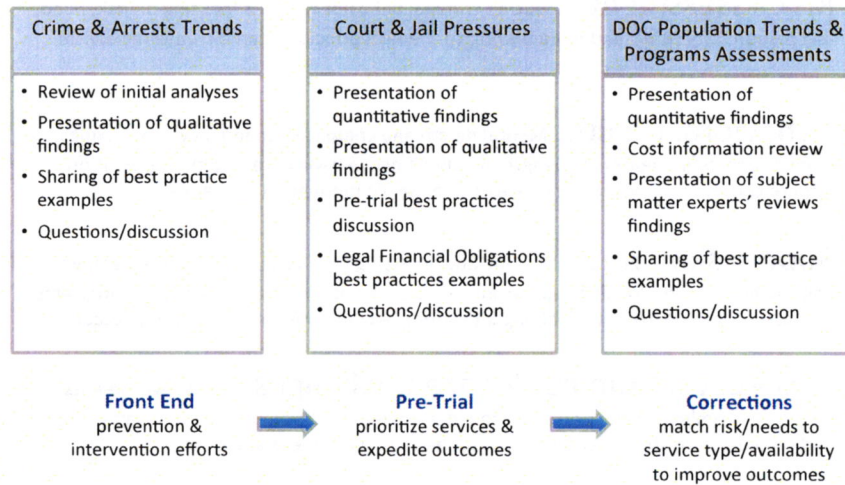 Crime & Arrests Trends
• Review of initial analyses
• Presentation of qualitative
findings
• Sharing of best practice
examples
• Questions/discussion
Court & Jail Pressures
• Presentation of
quantitative findings
• Presentation of qualitative
findings
• Pre-trial best practices
discussion
• Legal Financial Obligations
best practices examples
• Questions/discussion
DOC Population Trends &
Programs Assessments
• Presentation of
quantitative findings
• Cost information review
• Presentation of subject
matter experts' reviews
findings
• Sharing of best practice
examples
• Questions/discussion
Front End
prevention &
intervention efforts
Pre-Trial
prioritize services &
expedite outcomes
Corrections
match risk/needs to
service type/availability
to improve outcomes